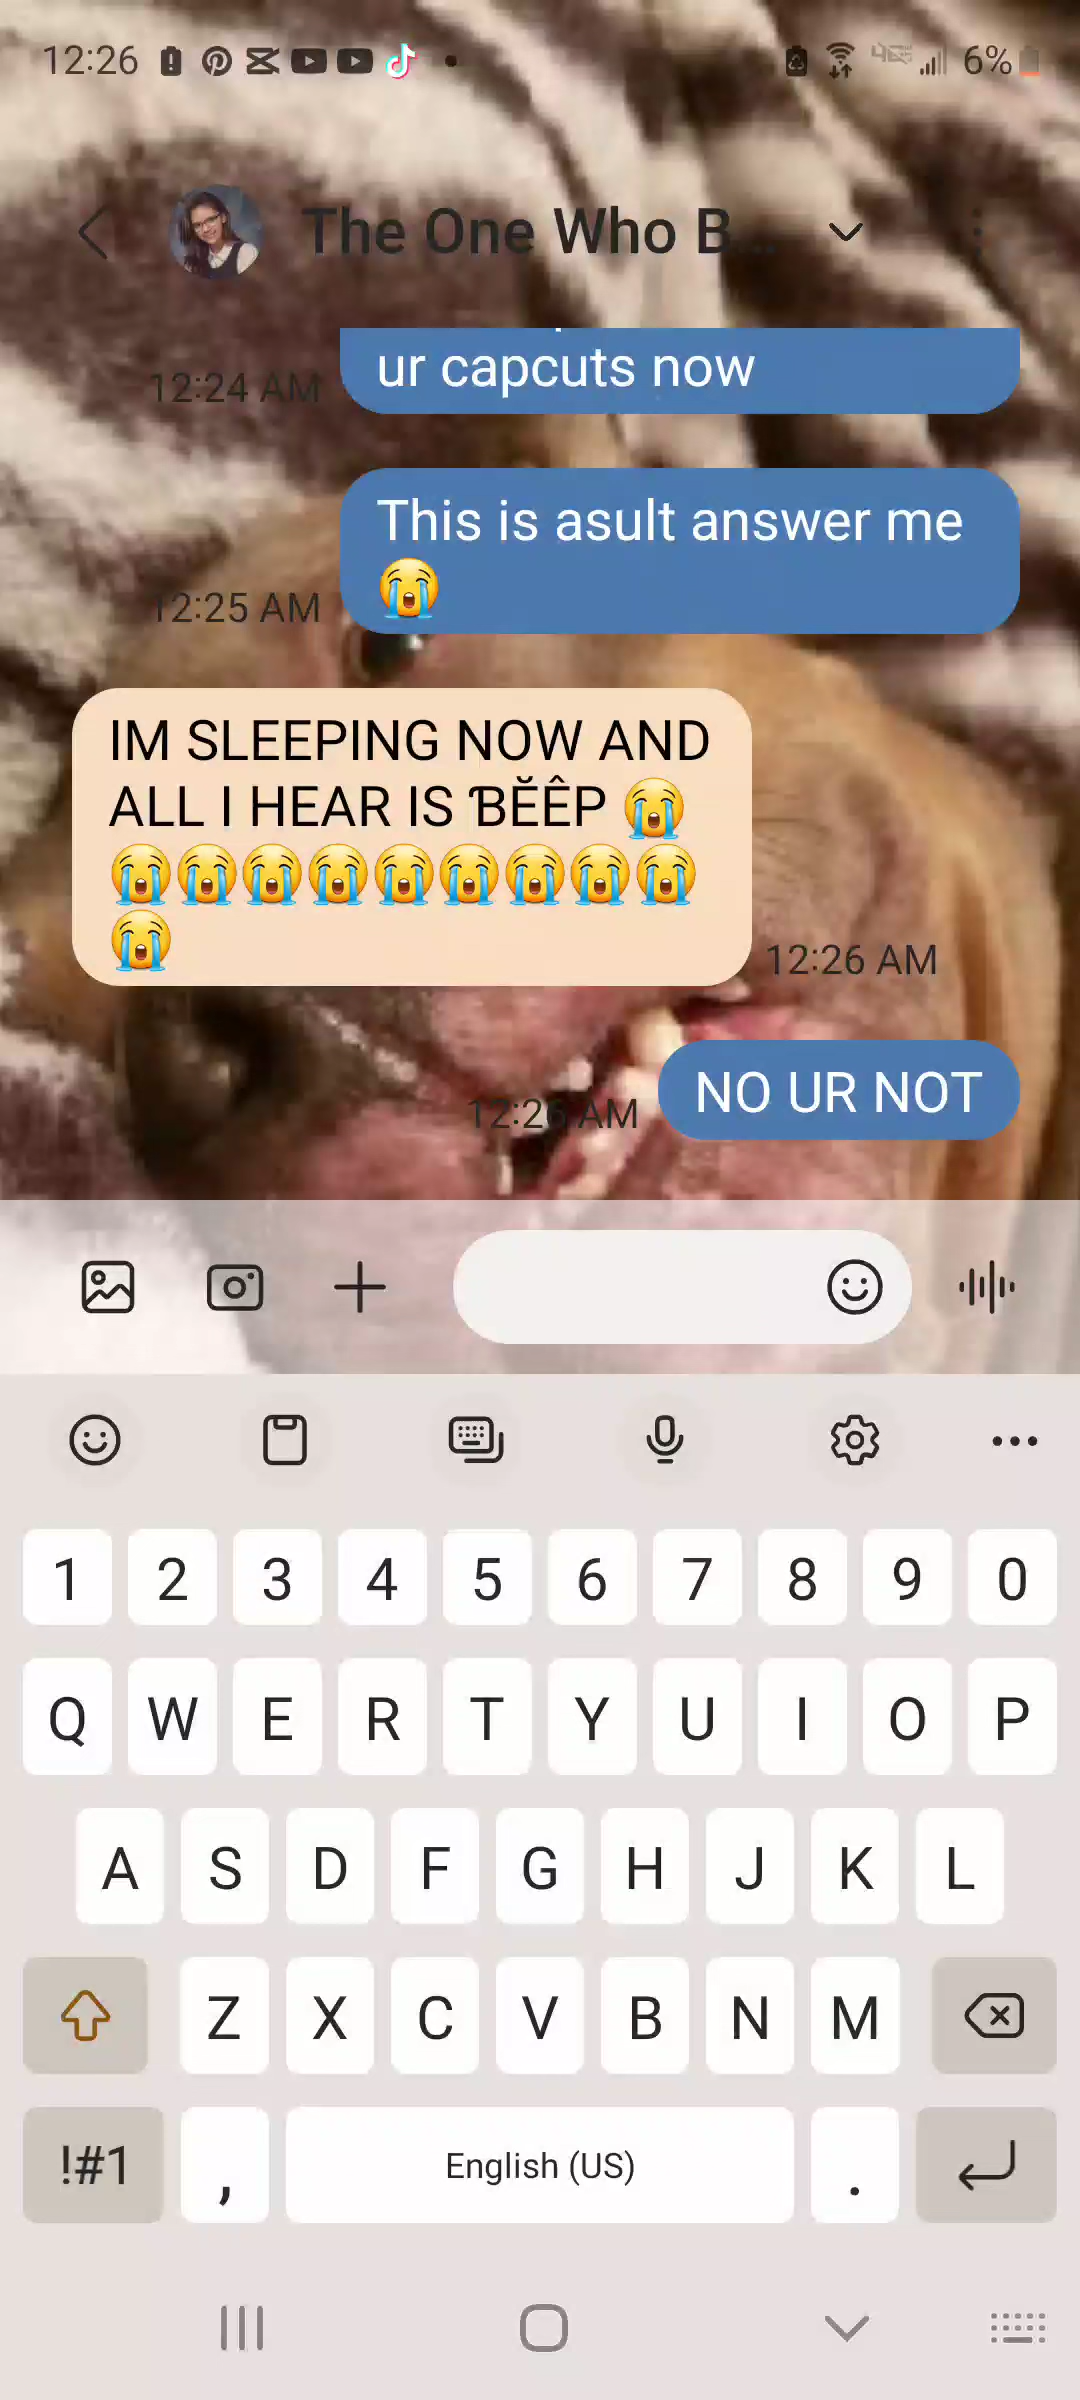 12:26
6%
The One Who B...
ur capcuts now
12:24 AM
This is asult answer me
😭
12:25 AM
IM SLEEPING NOW AND
ALL I HEAR IS ƁĔÊP 😭
😭😭😭😭😭😭😭😭😭
😭
12:26 AM
NO UR NOT
12:26 AM
1 2 3 4 5 6 7 8 9 0
Q W E R T Y U I O P
A S D F G H J K L
Z X C V B N M
!#1 , English (US) .